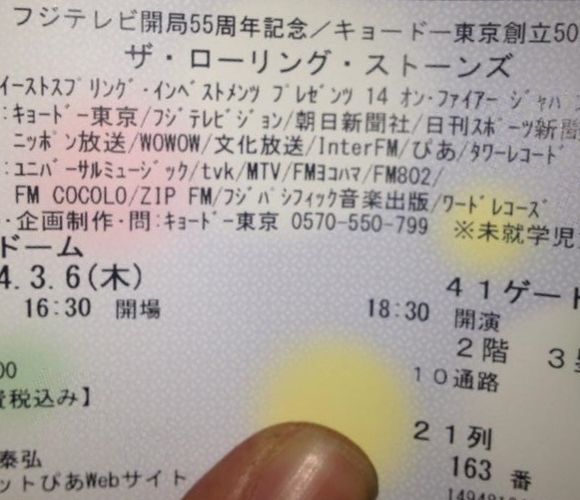 フジテレビ開局55周年記念／キョードー東京創立50
ザ・ローリング・ストーンズ
イーストスプリング・インベストメンツ プレゼンツ 14 オン・ファイアー ジャパ
:キョードー東京/フジテレビジョン/朝日新聞社/日刊スポーツ新聞
ニッポン放送/WOWOW/文化放送/InterFM/ぴあ/タワーレコード
:ユニバーサルミュージック/tvk/MTV/FMヨコハマ/FM802/
FM COCOLO/ZIP FM/フジパシフィック音楽出版/ワードレコーズ
・企画制作・問:キョードー東京 0570-550-799 ※未就学児
ドーム
4.3.6(木)
４１ゲート
16:30 開場 18:30 開演
２階 ３
00
１０通路
税込み】
２１列
泰弘
163 番
ットぴあWebサイト